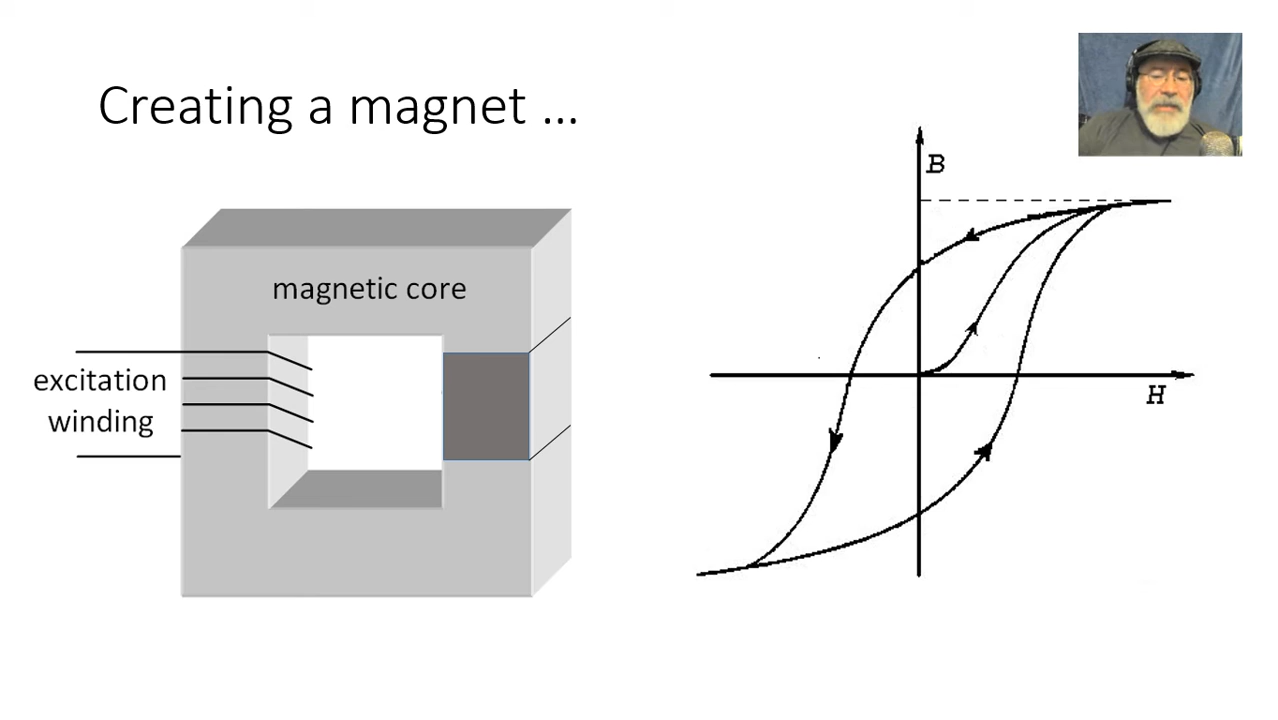 Creating a magnet ...
magnetic core
excitation
winding
B
H